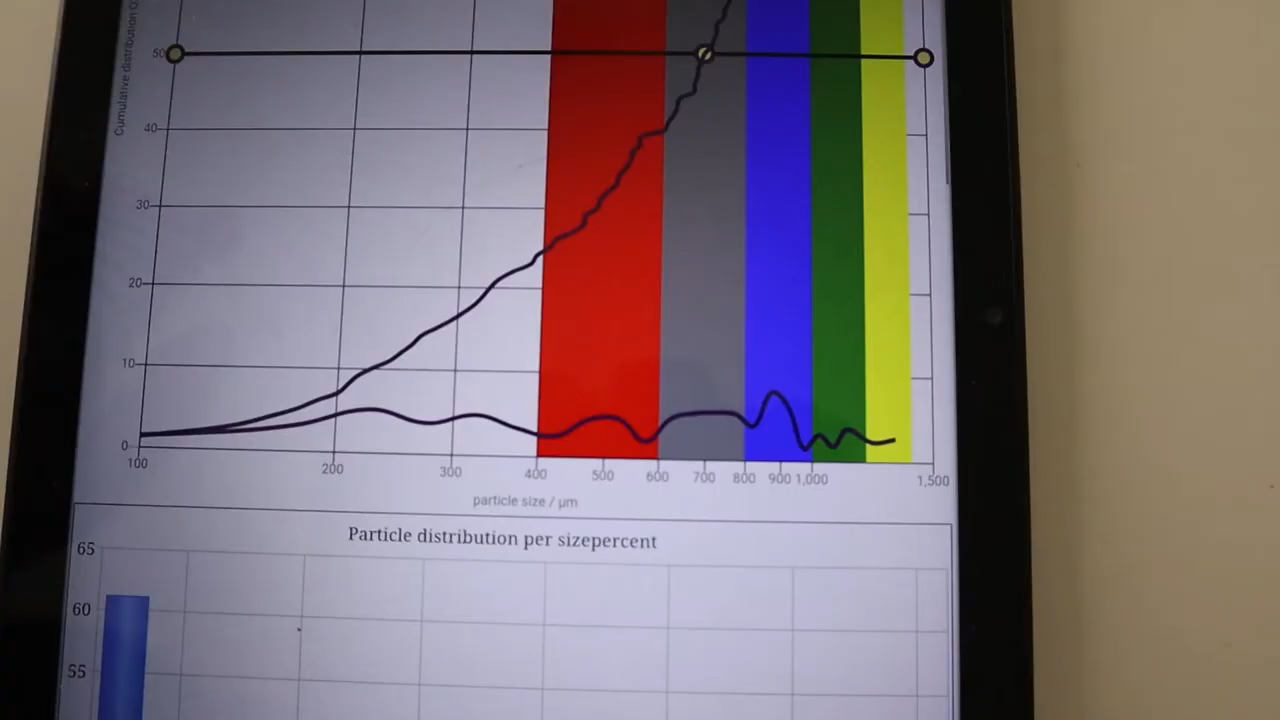 Cumulative distribution
50
40
30
20
10
0
100 200 300 400 500 600 700 800 900 1,000 1,500
particle size / µm
Particle distribution per sizepercent
65
60
55